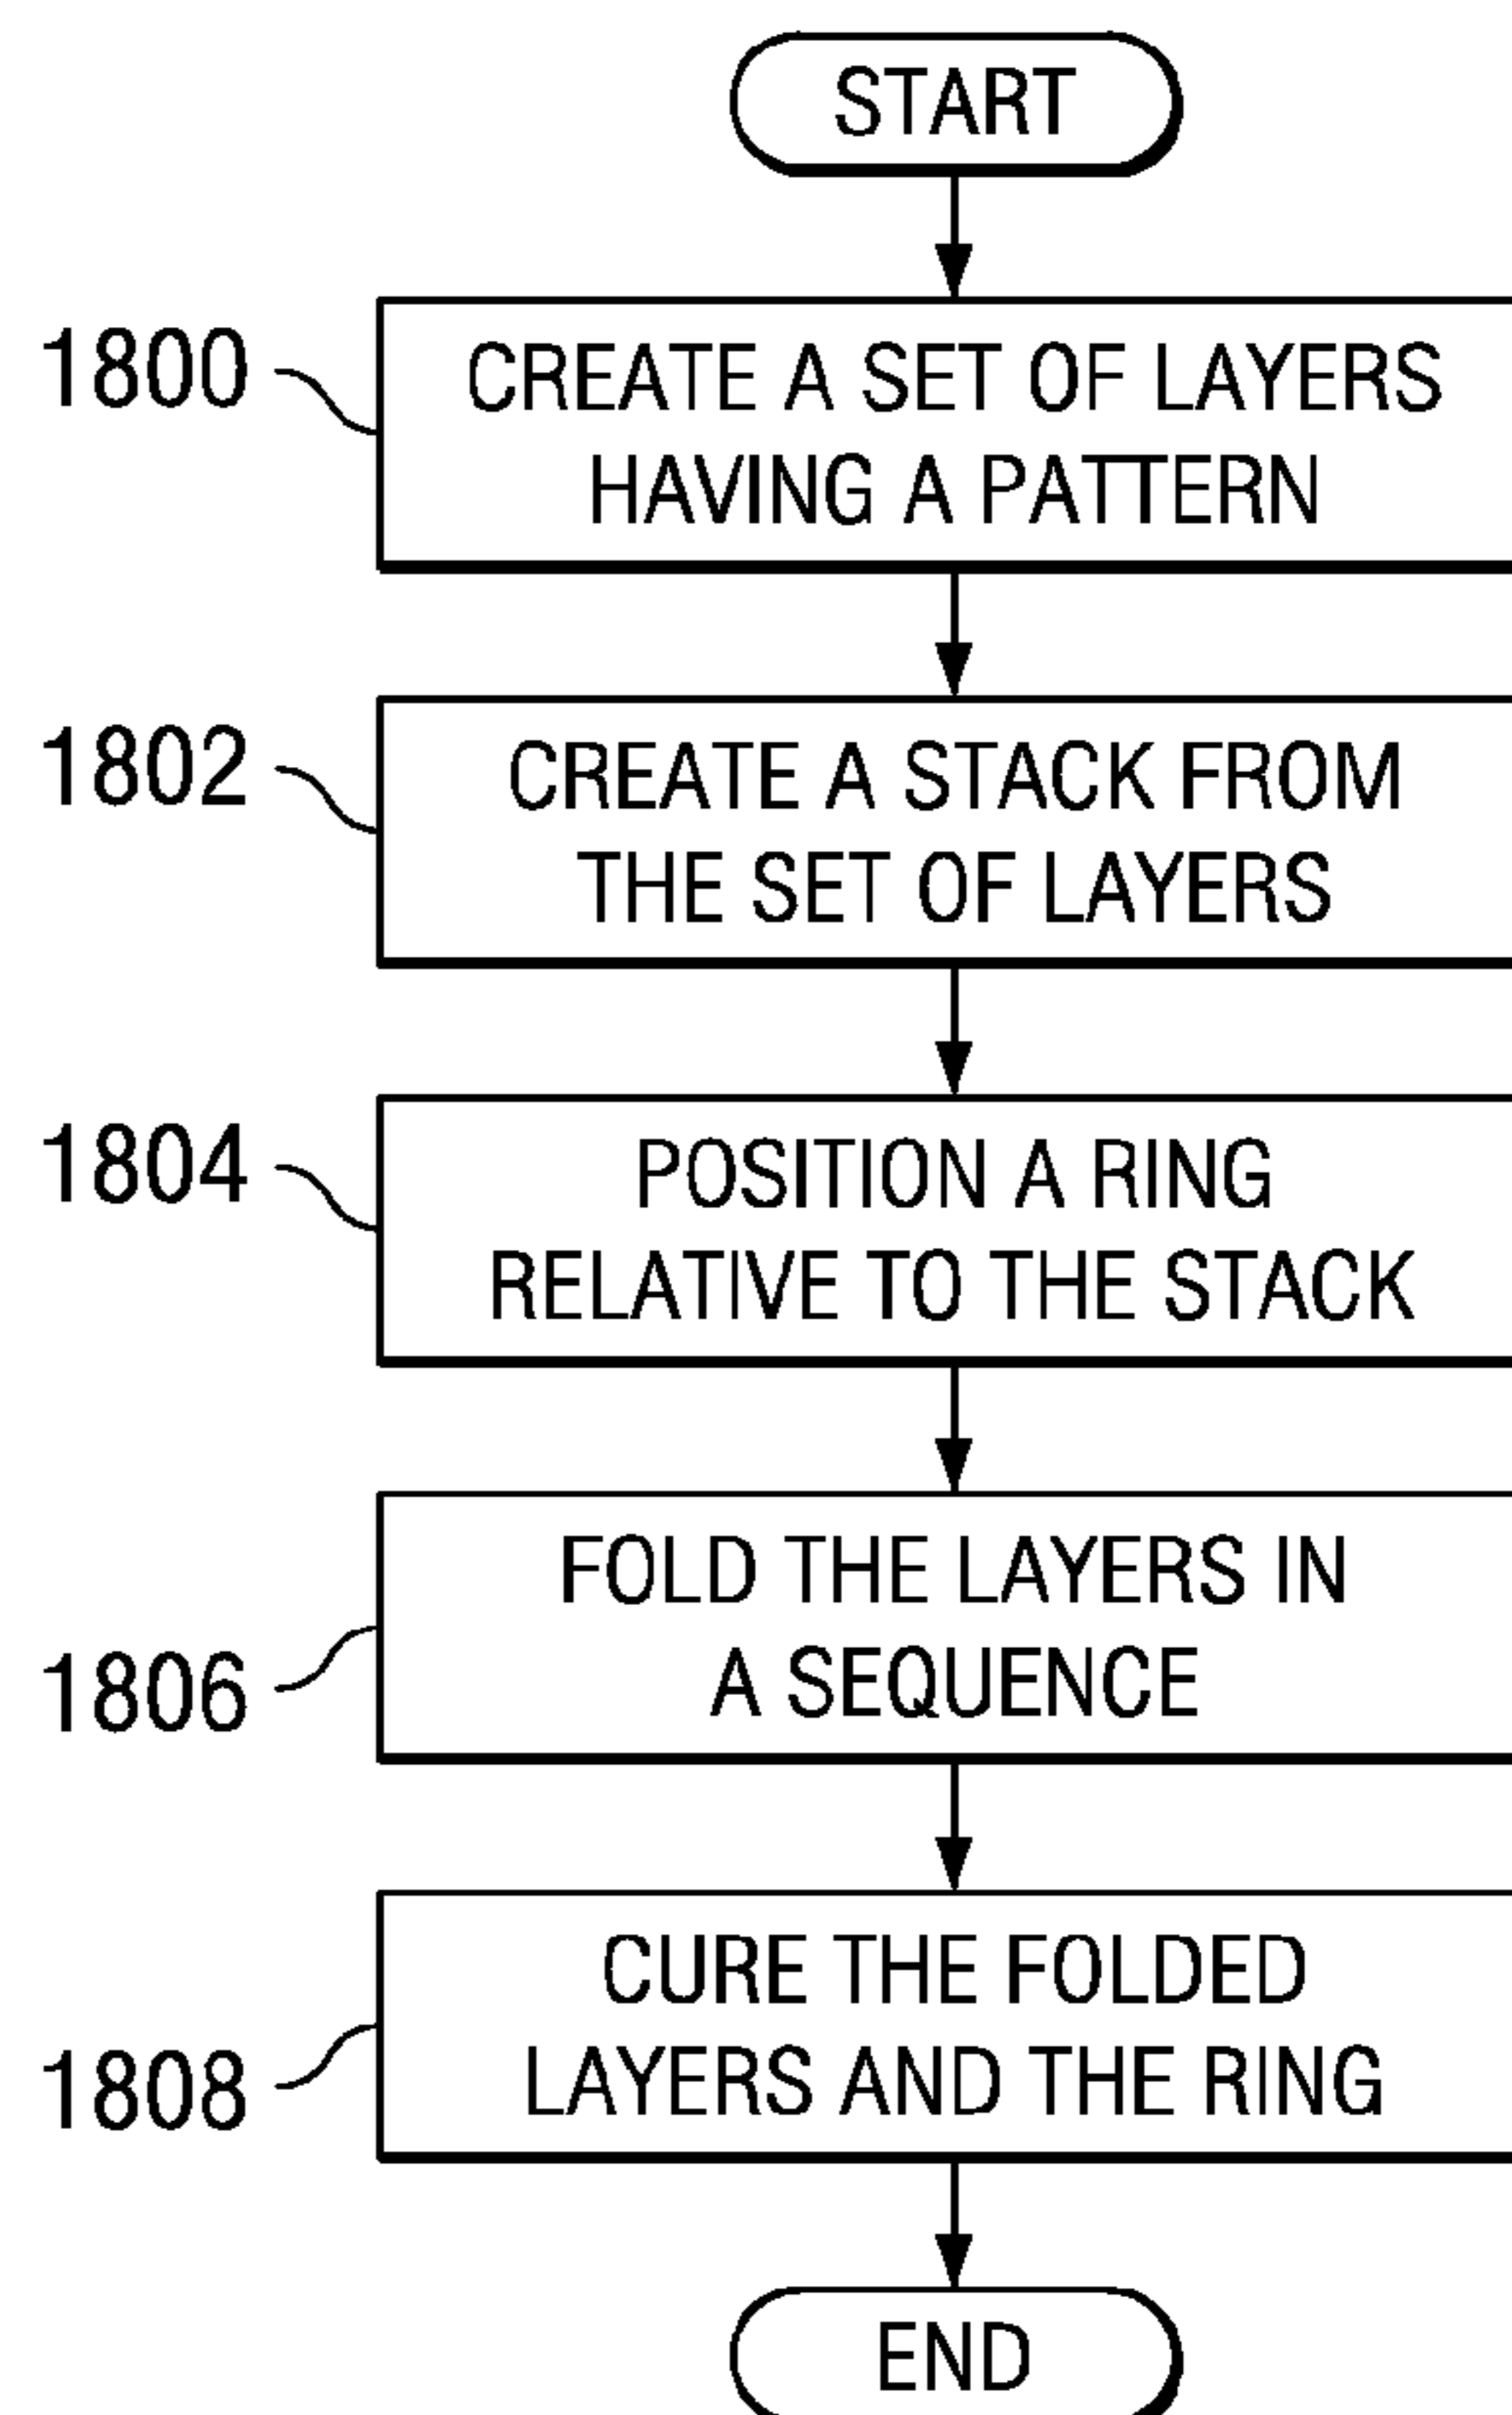 START
1800
CREATE A SET OF LAYERS
HAVING A PATTERN
1802
CREATE A STACK FROM
THE SET OF LAYERS
1804
POSITION A RING
RELATIVE TO THE STACK
1806
FOLD THE LAYERS IN
A SEQUENCE
1808
CURE THE FOLDED
LAYERS AND THE RING
END